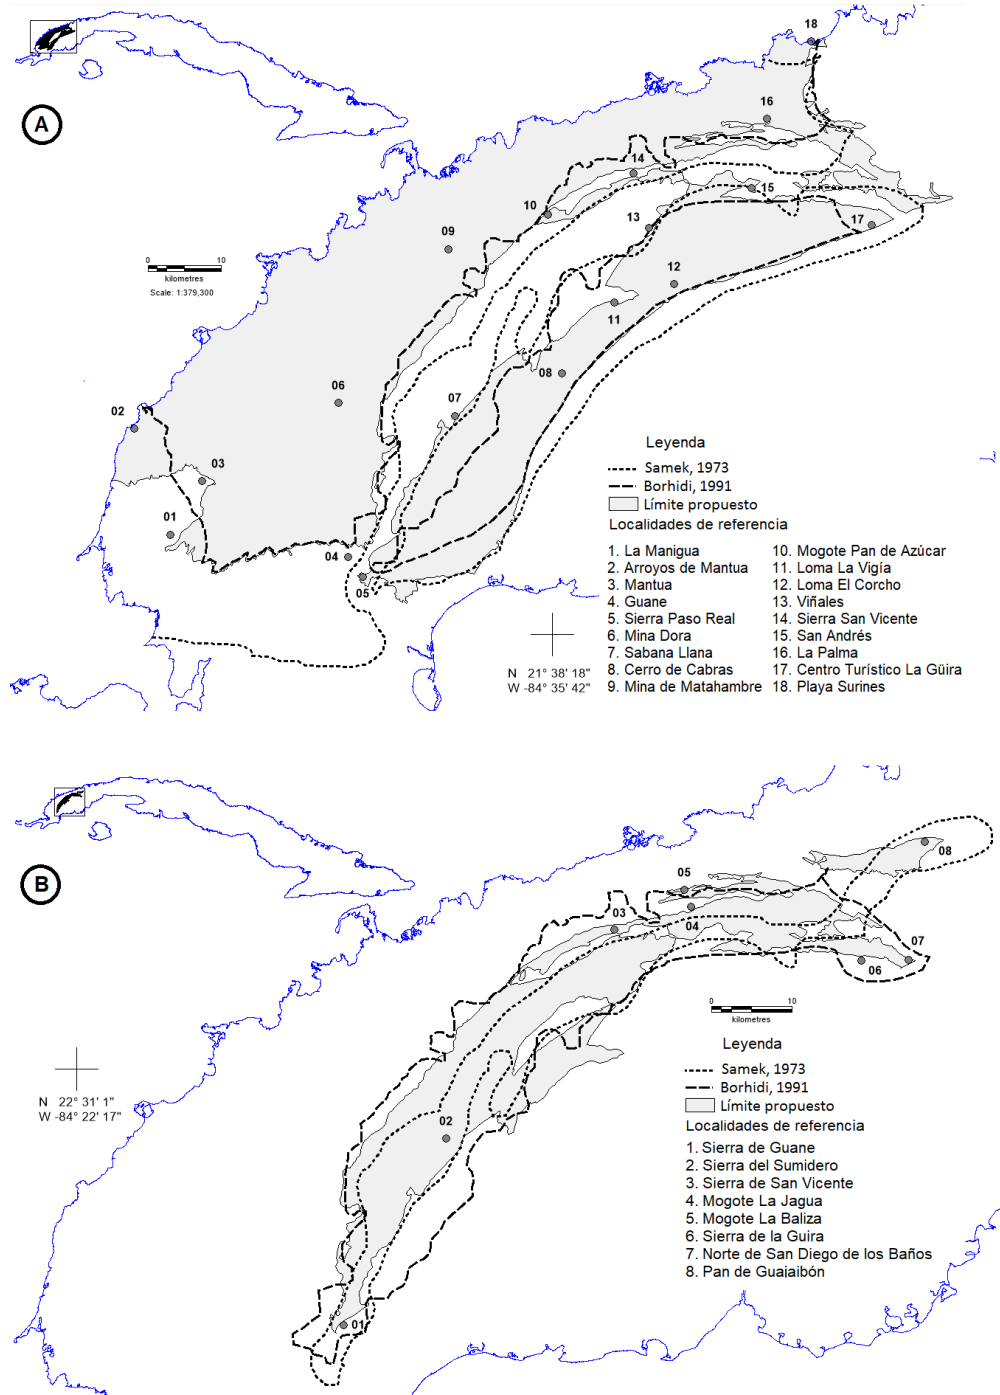 18
A
16
14
15
10
13
17
09
0 10
kilometres
Scale: 1:379,300
12
11
08
06
07
02
03
01
04
05
Leyenda
Samek, 1973
Borhidi, 1991
Límite propuesto
Localidades de referencia
1. La Manigua
2. Arroyos de Mantua
3. Mantua
4. Guane
5. Sierra Paso Real
6. Mina Dora
7. Sabana Llana
8. Cerro de Cabras
9. Mina de Matahambre
10. Mogote Pan de Azúcar
11. Loma La Vigía
12. Loma El Corcho
13. Viñales
14. Sierra San Vicente
15. San Andrés
16. La Palma
17. Centro Turístico La Güira
18. Playa Surines
N 21° 38' 18"
W -84° 35' 42"
B
08
05
03
04
07
06
0 10
kilometres
Leyenda
Samek, 1973
Borhidi, 1991
Límite propuesto
Localidades de referencia
1. Sierra de Guane
2. Sierra del Sumidero
3. Sierra de San Vicente
4. Mogote La Jagua
5. Mogote La Baliza
6. Sierra de la Guira
7. Norte de San Diego de los Baños
8. Pan de Guajaibón
N 22° 31' 1"
W -84° 22' 17"
02
01